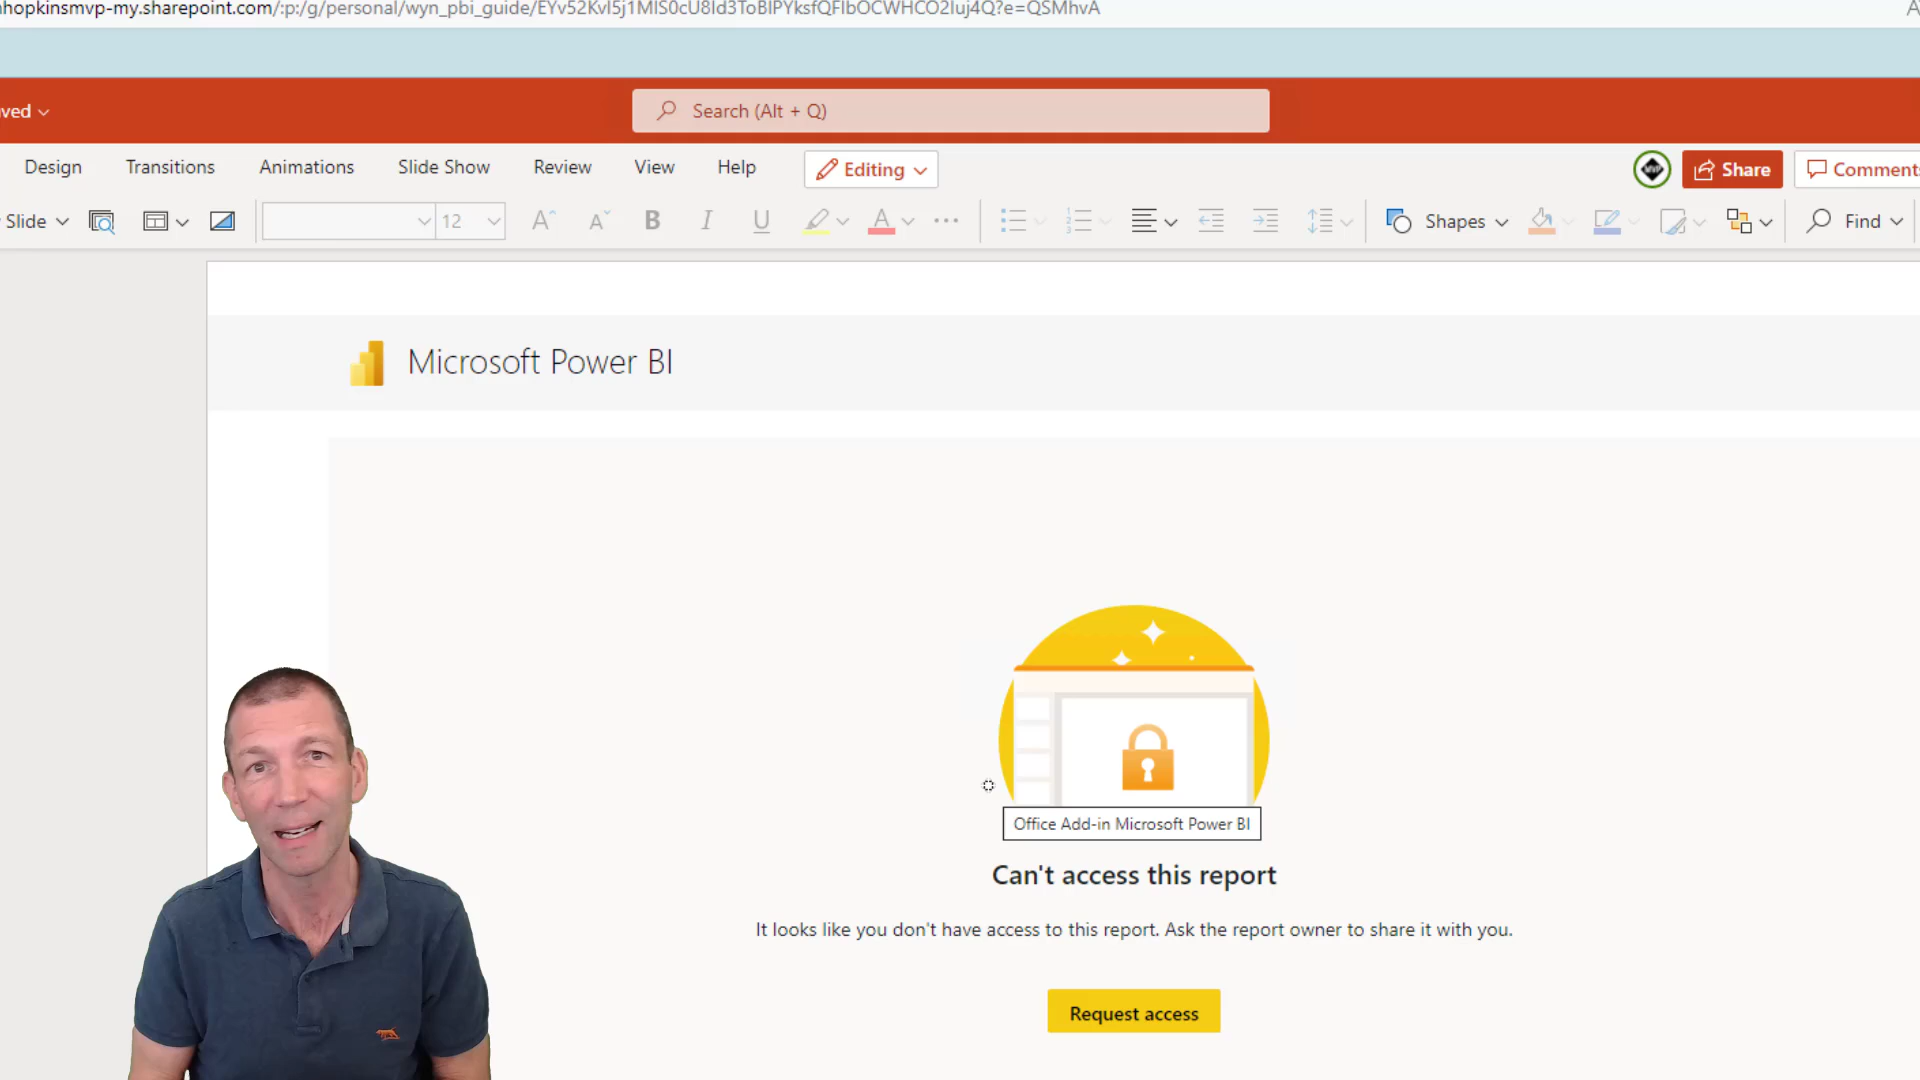 hopkinsmvp-my.sharepoint.com/:p:/g/personal/wyn_pbi_guide/EYv52KvI5j1MIS0cU8Id3ToBIPYksfQFIbOCWHCO2Iuj4Q?e=QSMhvA
ved
Search (Alt + Q)
Design Transitions Animations Slide Show Review View Help Editing Share Comments
Slide 12 A A B I U A ... Shapes Find
Microsoft Power BI
Office Add-in Microsoft Power BI
Can't access this report
It looks like you don't have access to this report. Ask the report owner to share it with you.
Request access